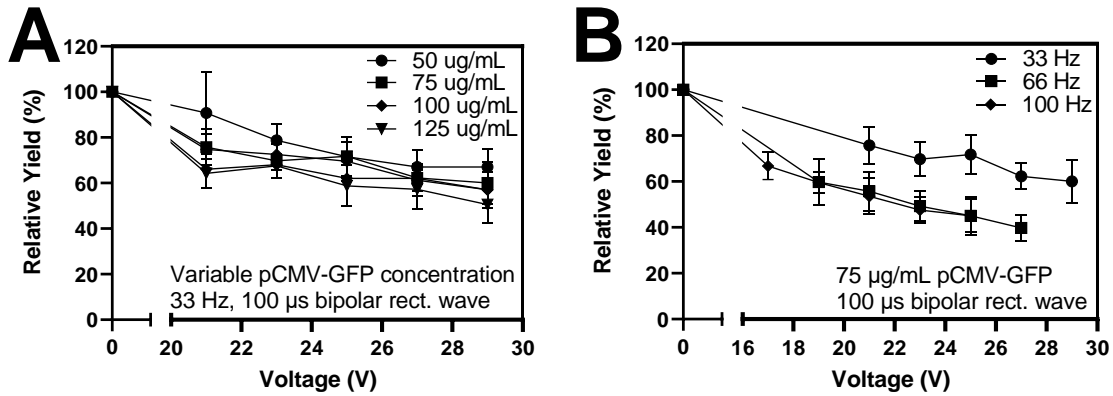 A
120
100
80
60
40
20
0
Relative Yield (%)
50 ug/mL
75 ug/mL
100 ug/mL
125 ug/mL
Variable pCMV-GFP concentration
33 Hz, 100 µs bipolar rect. wave
0 20 22 24 26 28 30
Voltage (V)
B
120
100
80
60
40
20
0
Relative Yield (%)
33 Hz
66 Hz
100 Hz
75 µg/mL pCMV-GFP
100 µs bipolar rect. wave
0 16 18 20 22 24 26 28 30
Voltage (V)